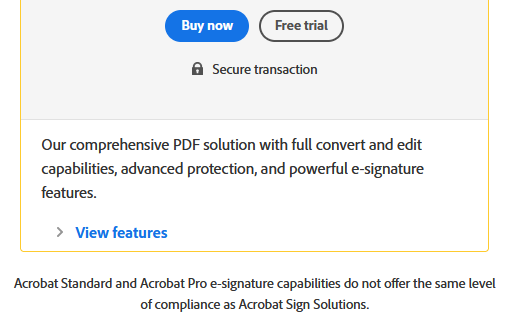 Buy now Free trial
Secure transaction
Our comprehensive PDF solution with full convert and edit
capabilities, advanced protection, and powerful e-signature
features.
View features
Acrobat Standard and Acrobat Pro e-signature capabilities do not offer the same level
of compliance as Acrobat Sign Solutions.